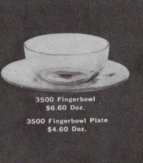 3500 Fingerbowl
$6.60 Doz.
3500 Fingerbowl Plate
$4.60 Doz.